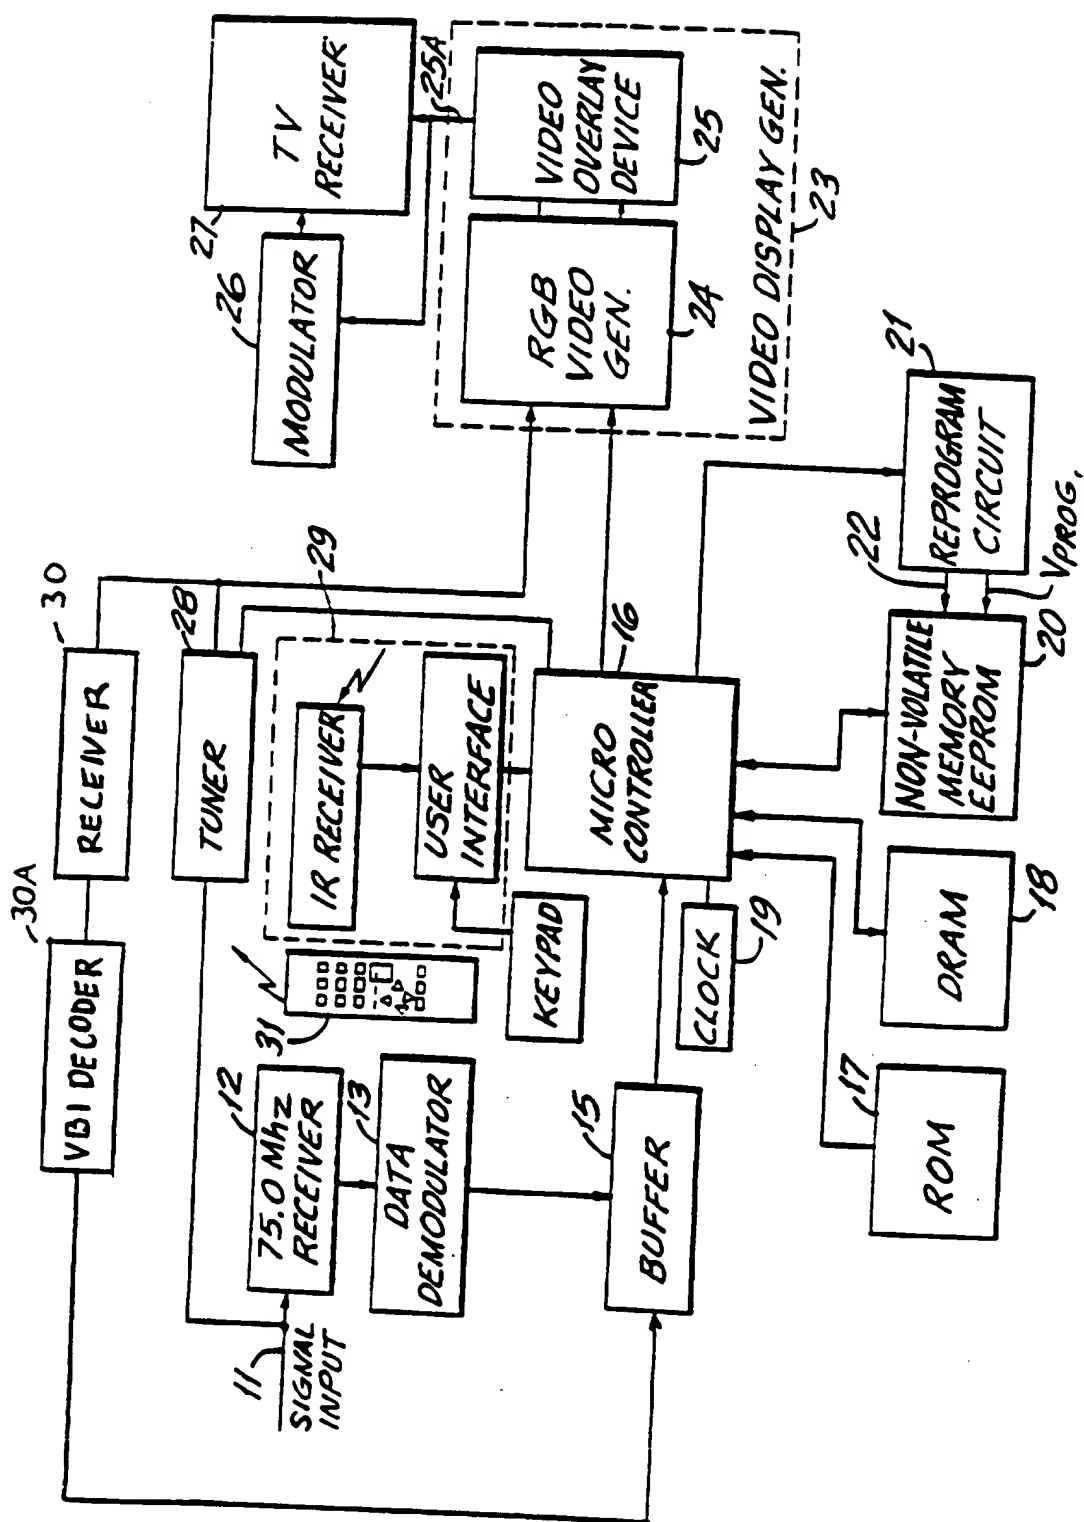 30A
VBI DECODER
30
RECEIVER
28
TUNER
11
SIGNAL
INPUT
12
75.0 Mhz
RECEIVER
13
DATA
DEMODULATOR
31
29
IR RECEIVER
USER
INTERFACE
KEYPAD
15
BUFFER
16
MICRO
CONTROLLER
CLOCK
19
17
ROM
DRAM
18
NON-VOLATILE
MEMORY
EEPROM
20
22
VPROG.
21
REPROGRAM
CIRCUIT
26
MODULATOR
27
TV
RECEIVER
25A
RGB
VIDEO
GEN.
24
VIDEO
OVERLAY
DEVICE
25
VIDEO DISPLAY GEN.
23